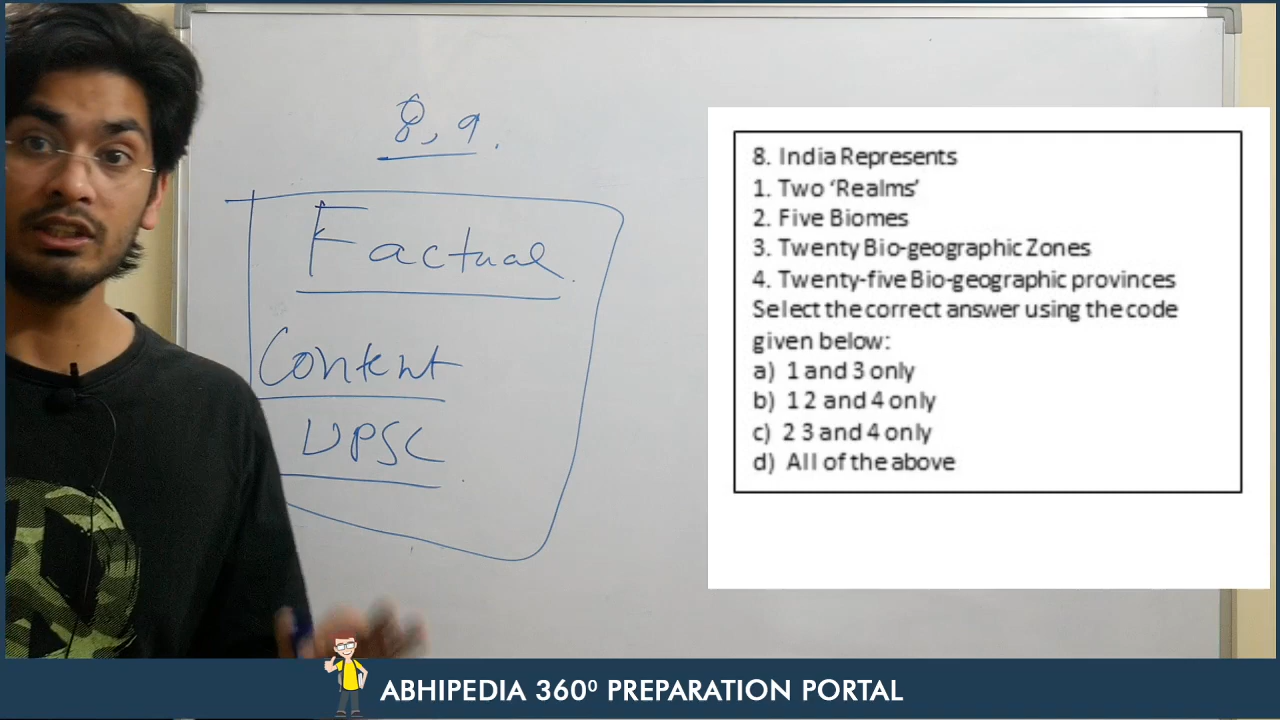 8, 9.
Factual.
Content
UPSC
8. India Represents
1. Two ‘Realms’
2. Five Biomes
3. Twenty Bio-geographic Zones
4. Twenty-five Bio-geographic provinces
Select the correct answer using the code
given below:
a) 1 and 3 only
b) 1 2 and 4 only
c) 2 3 and 4 only
d) All of the above
ABHIPEDIA 360⁰ PREPARATION PORTAL